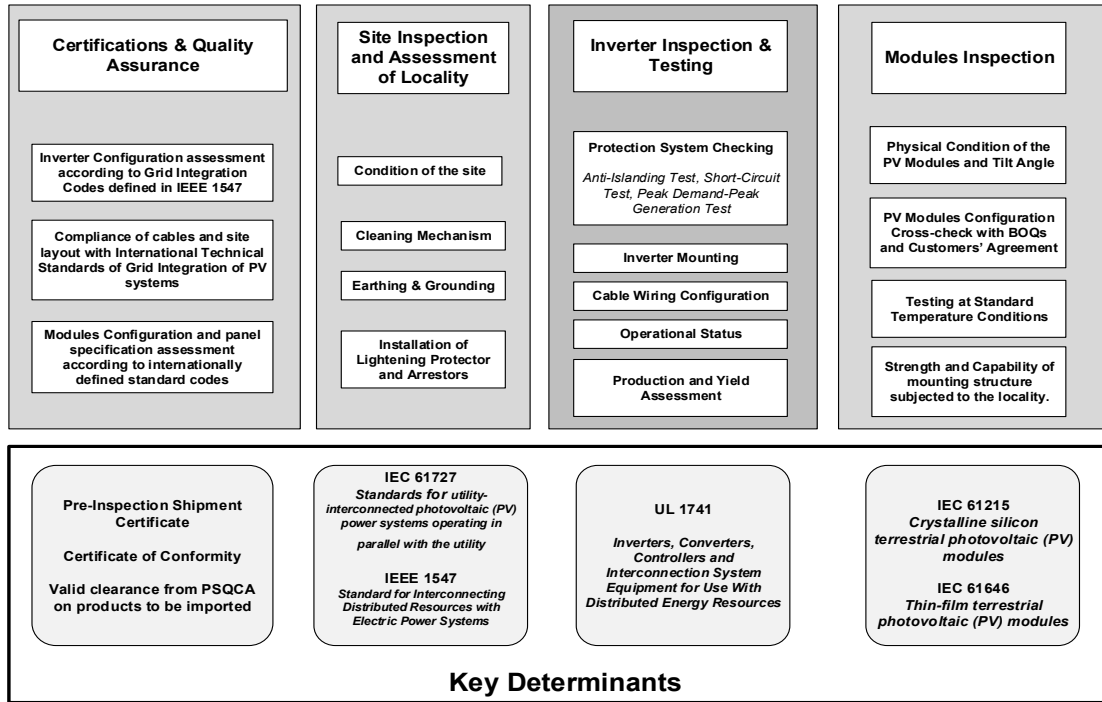 Certifications & Quality
Assurance
Inverter Configuration assessment
according to Grid Integration
Codes defined in IEEE 1547
Compliance of cables and site
layout with International Technical
Standards of Grid Integration of PV
systems
Modules Configuration and panel
specification assessment
according to internationally
defined standard codes
Site Inspection
and Assessment
of Locality
Condition of the site
Cleaning Mechanism
Earthing & Grounding
Installation of
Lightening Protector
and Arrestors
Inverter Inspection &
Testing
Protection System Checking
Anti-Islanding Test, Short-Circuit
Test, Peak Demand-Peak
Generation Test
Inverter Mounting
Cable Wiring Configuration
Operational Status
Production and Yield
Assessment
Modules Inspection
Physical Condition of the
PV Modules and Tilt Angle
PV Modules Configuration
Cross-check with BOQs
and Customers’ Agreement
Testing at Standard
Temperature Conditions
Strength and Capability of
mounting structure
subjected to the locality.
Pre-Inspection Shipment
Certificate
Certificate of Conformity
Valid clearance from PSQCA
on products to be imported
IEC 61727
Standards for utility-
interconnected photovoltaic (PV)
power systems operating in
parallel with the utility
IEEE 1547
Standard for Interconnecting
Distributed Resources with
Electric Power Systems
UL 1741
Inverters, Converters,
Controllers and
Interconnection System
Equipment for Use With
Distributed Energy Resources
IEC 61215
Crystalline silicon
terrestrial photovoltaic (PV)
modules
IEC 61646
Thin-film terrestrial
photovoltaic (PV) modules
Key Determinants